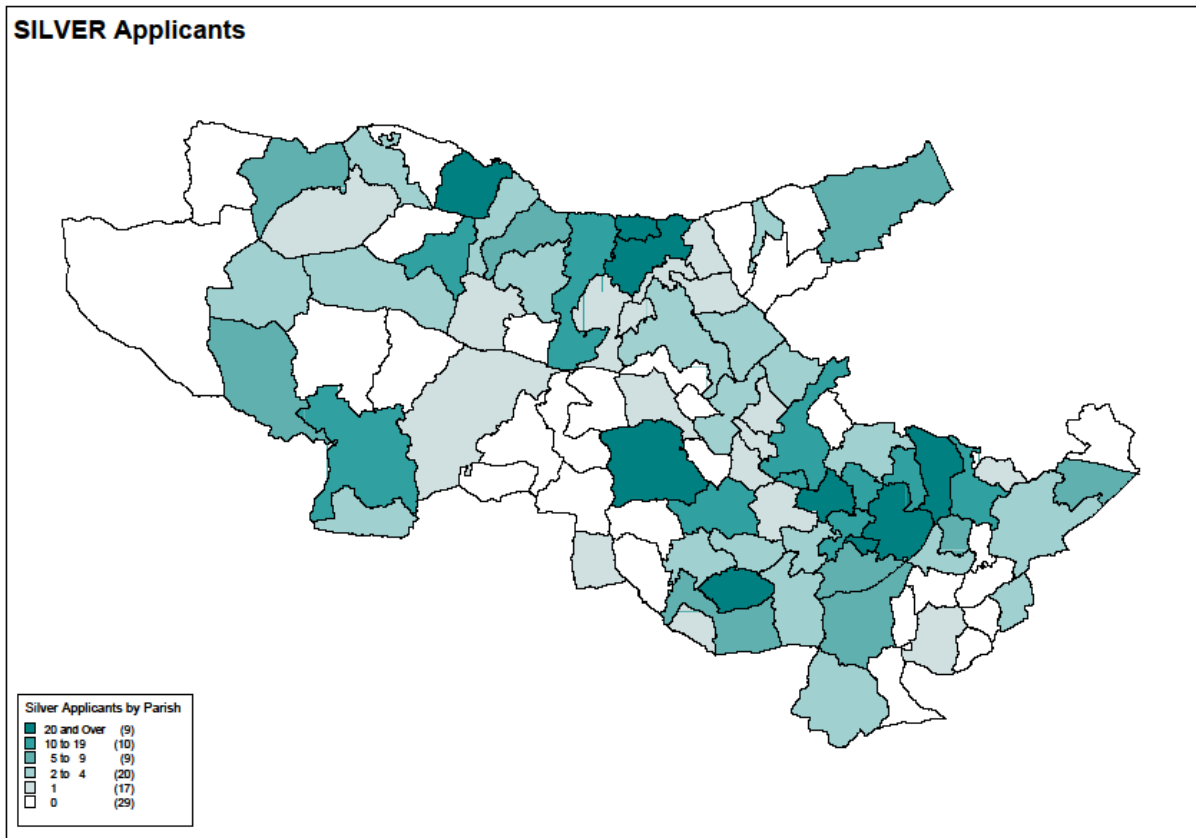 SILVER Applicants
Silver Applicants by Parish
20 and Over (9)
10 to 19 (10)
5 to 9 (9)
2 to 4 (20)
1 (17)
0 (29)